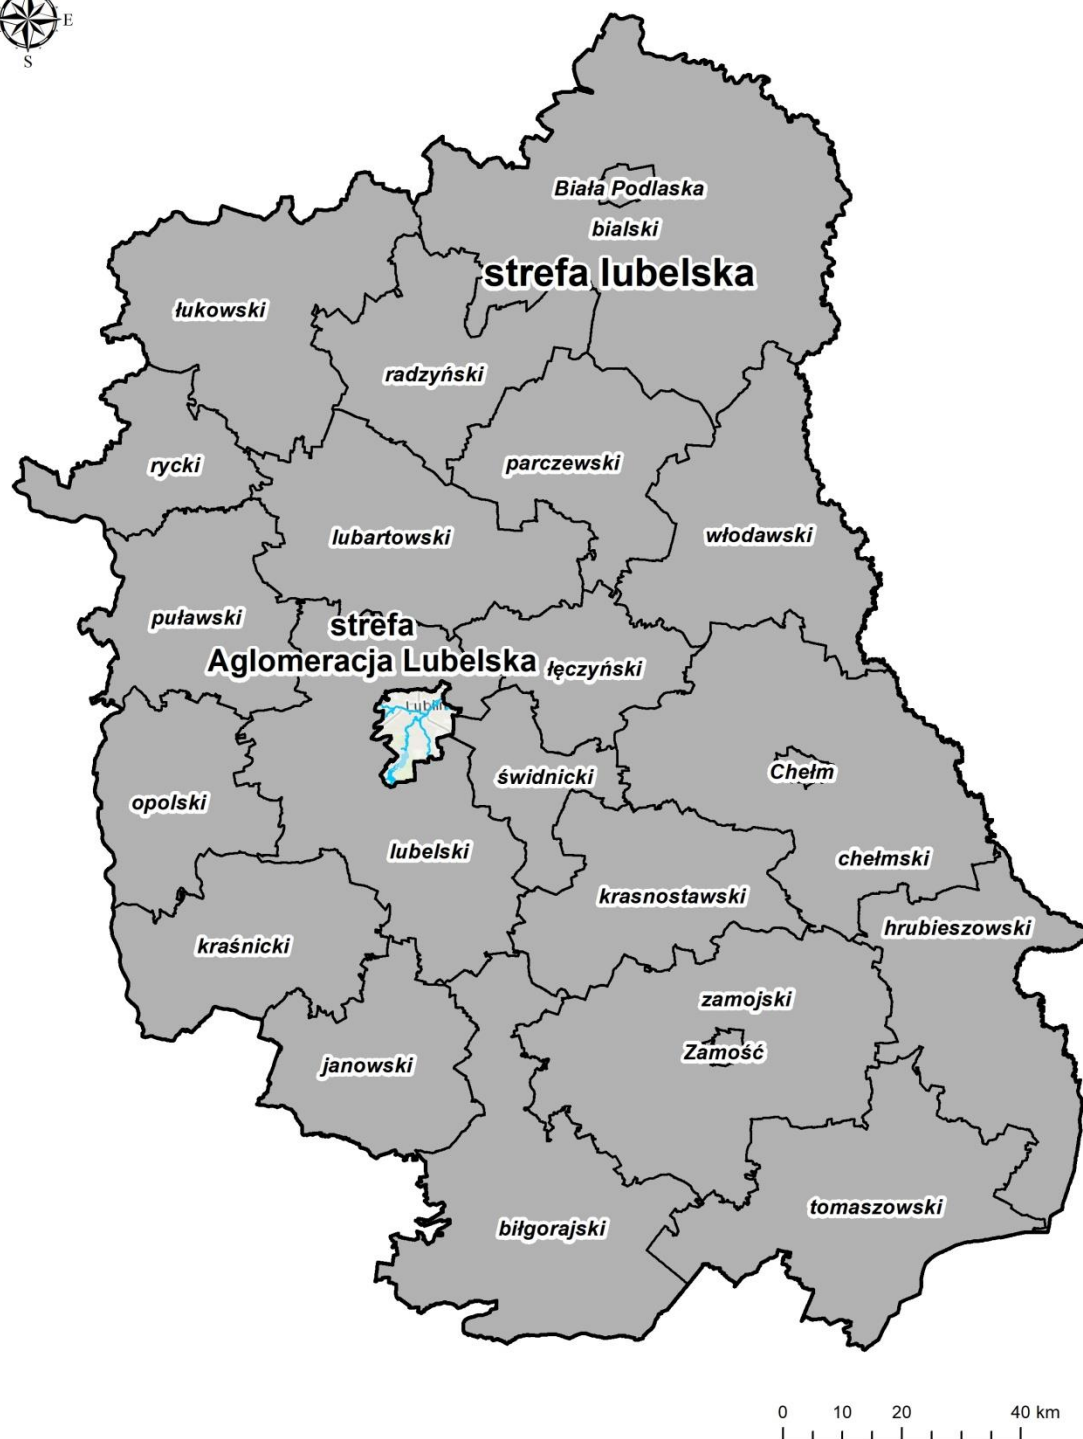 E
S
Biała Podlaska
bialski
strefa lubelska
łukowski
radzyński
rycki
parczewski
lubartowski
włodawski
puławski
strefa
Aglomeracja Lubelska
łęczyński
Lublin
świdnicki
Chełm
opolski
lubelski
chełmski
krasnostawski
hrubieszowski
kraśnicki
zamojski
Zamość
janowski
tomaszowski
biłgorajski
0 10 20 40 km